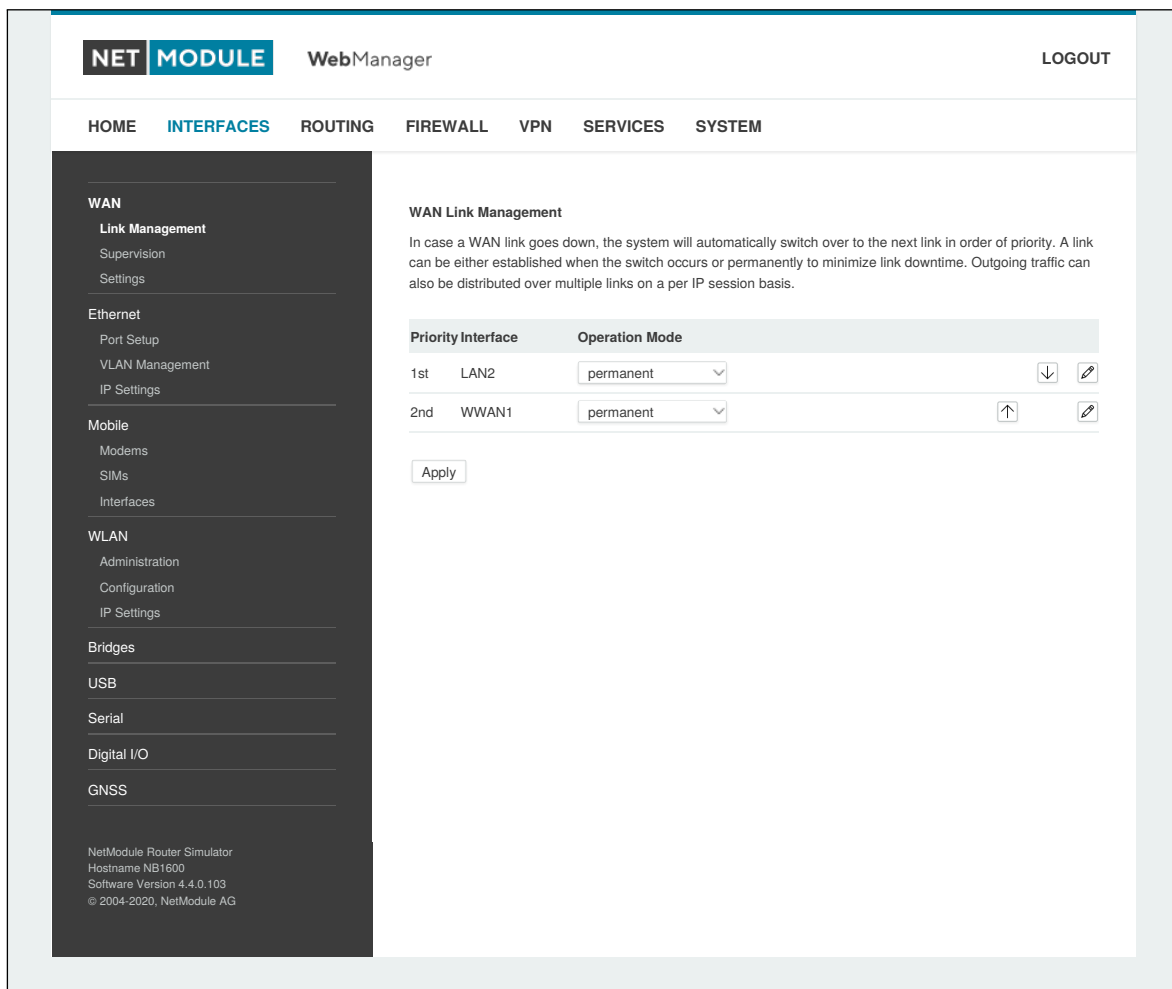 NET MODULE WebManager LOGOUT
HOME INTERFACES ROUTING FIREWALL VPN SERVICES SYSTEM
WAN
Link Management
Supervision
Settings
Ethernet
Port Setup
VLAN Management
IP Settings
Mobile
Modems
SIMs
Interfaces
WLAN
Administration
Configuration
IP Settings
Bridges
USB
Serial
Digital I/O
GNSS
NetModule Router Simulator
Hostname NB1600
Software Version 4.4.0.103
© 2004-2020, NetModule AG
WAN Link Management
In case a WAN link goes down, the system will automatically switch over to the next link in order of priority. A link
can be either established when the switch occurs or permanently to minimize link downtime. Outgoing traffic can
also be distributed over multiple links on a per IP session basis.
Priority Interface Operation Mode
1st LAN2 permanent
2nd WWAN1 permanent
Apply